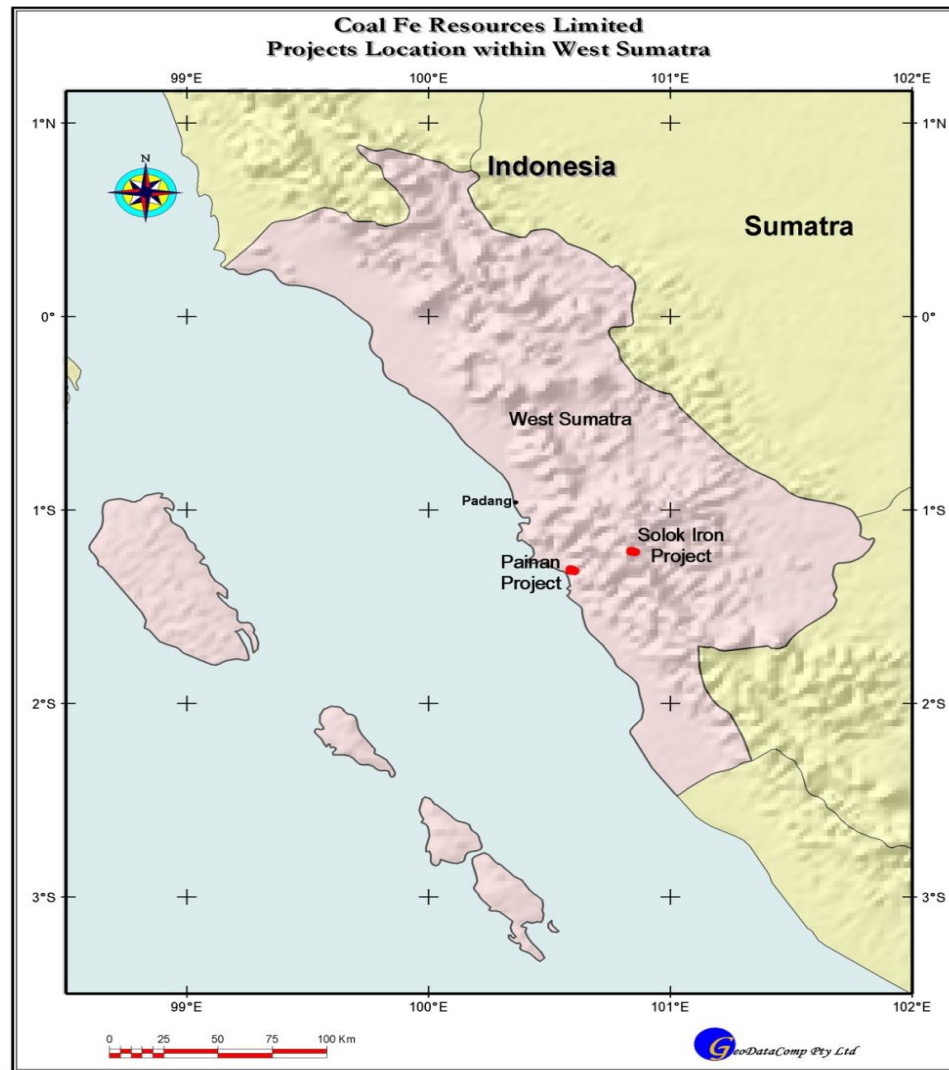 Coal Fe Resources Limited
Projects Location within West Sumatra
99°E
100°E
101°E
102°E
1°N
1°N
N
Indonesia
Sumatra
0°
0°
West Sumatra
Padang
1°S
1°S
Solok Iron
Project
Painan
Project
2°S
2°S
3°S
3°S
99°E
100°E
101°E
102°E
0 25 50 75 100 Km
GeoDataComp Pty Ltd